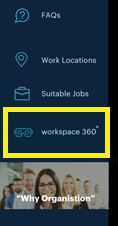 FAQs
Work Locations
Suitable Jobs
workspace 360°
“Why Organistion”